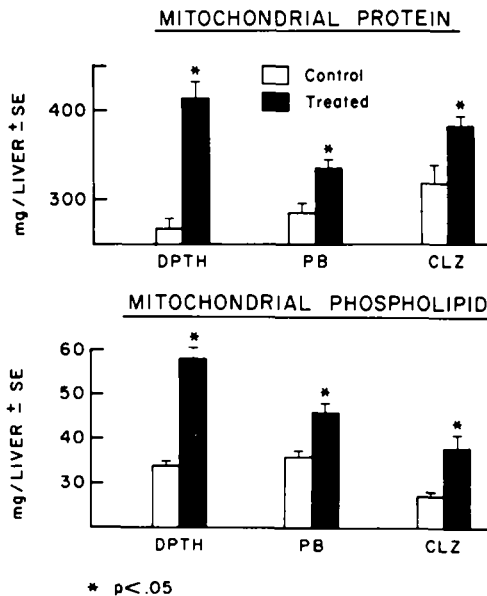 MITOCHONDRIAL PROTEIN
Control
Treated
mg/LIVER ± SE
400
300
* * *
DPTH PB CLZ
MITOCHONDRIAL PHOSPHOLIPID
mg/LIVER ± SE
60
50
40
30
* * *
DPTH PB CLZ
* p<.05